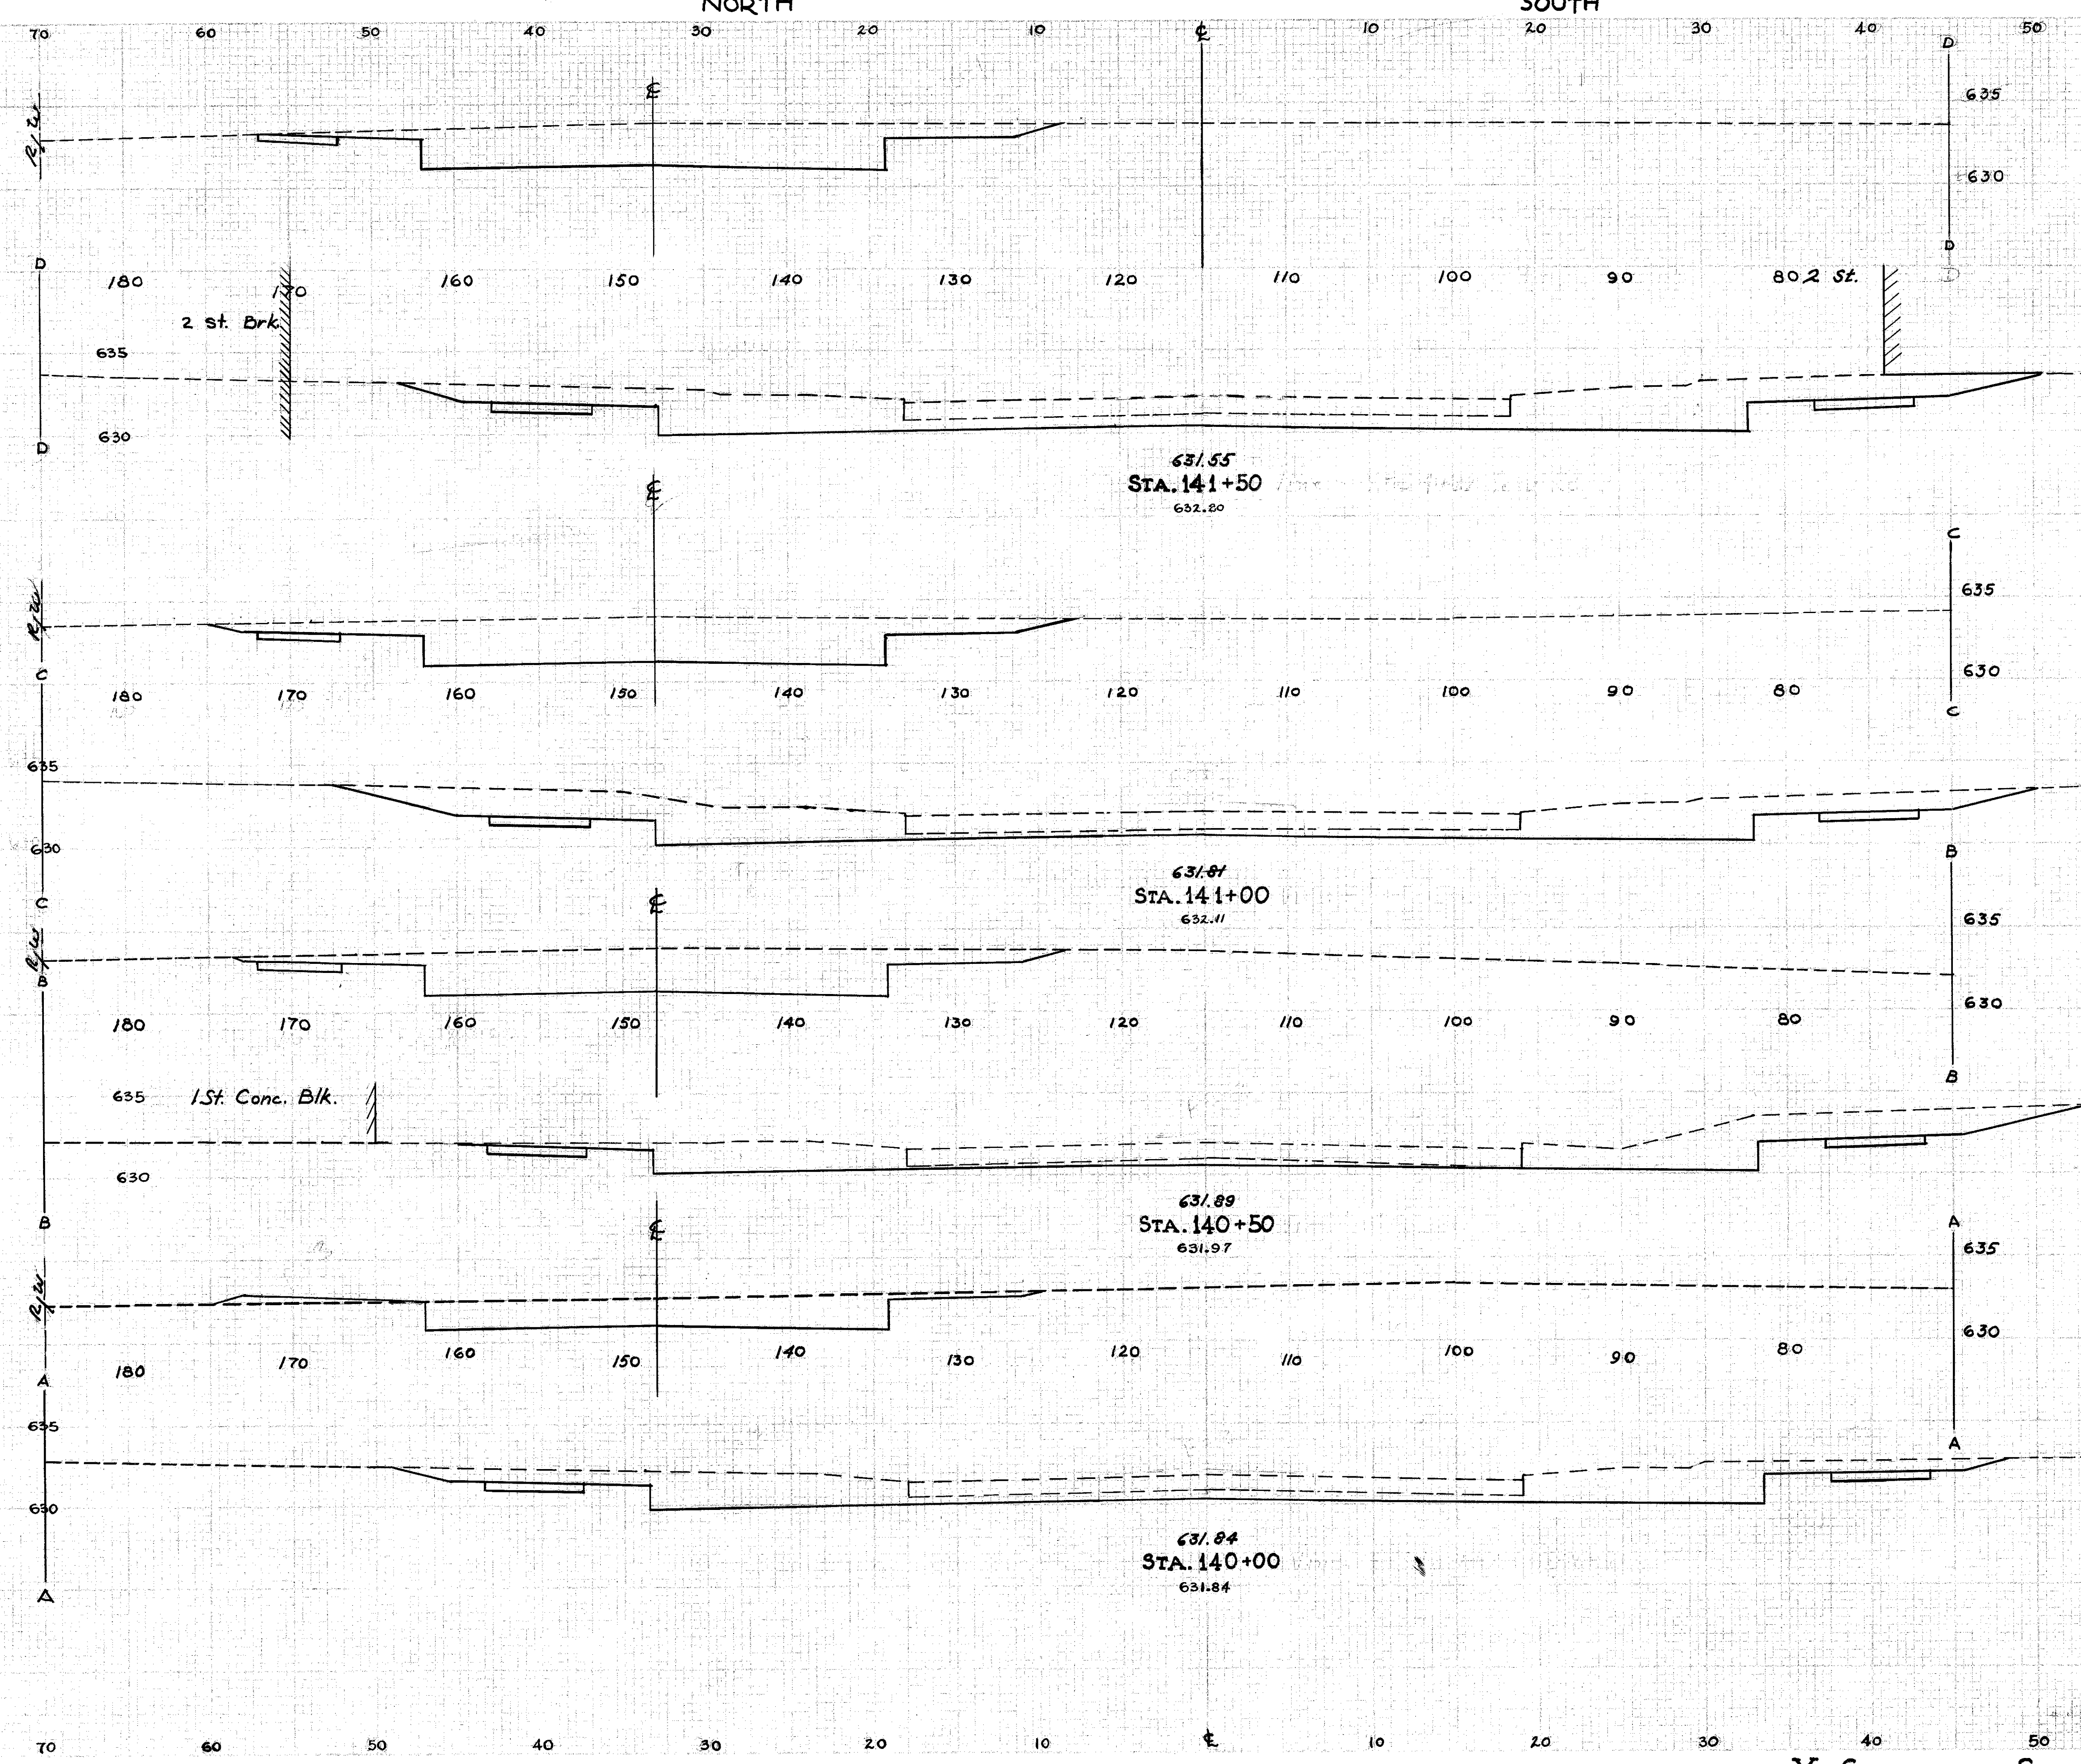 NORTH SOUTH
70 60 50 40 30 20 10 ℄ 10 20 30 40 50
D
℄
635
R/W
630
D
D
180 170 160 150 140 130 120 110 100 90 80 2 St.
2 st. Brk.
635
630
D
631.55
STA. 141+50
632.20
℄
C
635
R/W
630
C
180 170 160 150 140 130 120 110 100 90 80
C
635
630
B
631.81
STA. 141+00
632.11
C
℄
635
R/W
B
630
180 170 160 150 140 130 120 110 100 90 80
B
635 1 St. Conc. Blk.
630
631.89
STA. 140+50
631.97
B
℄
A
635
R/W
630
180 170 160 150 140 130 120 110 100 90 80
A
635
A
630
631.84
STA. 140+00
631.84
A
70 60 50 40 30 20 10 ℄ 10 20 30 40 50